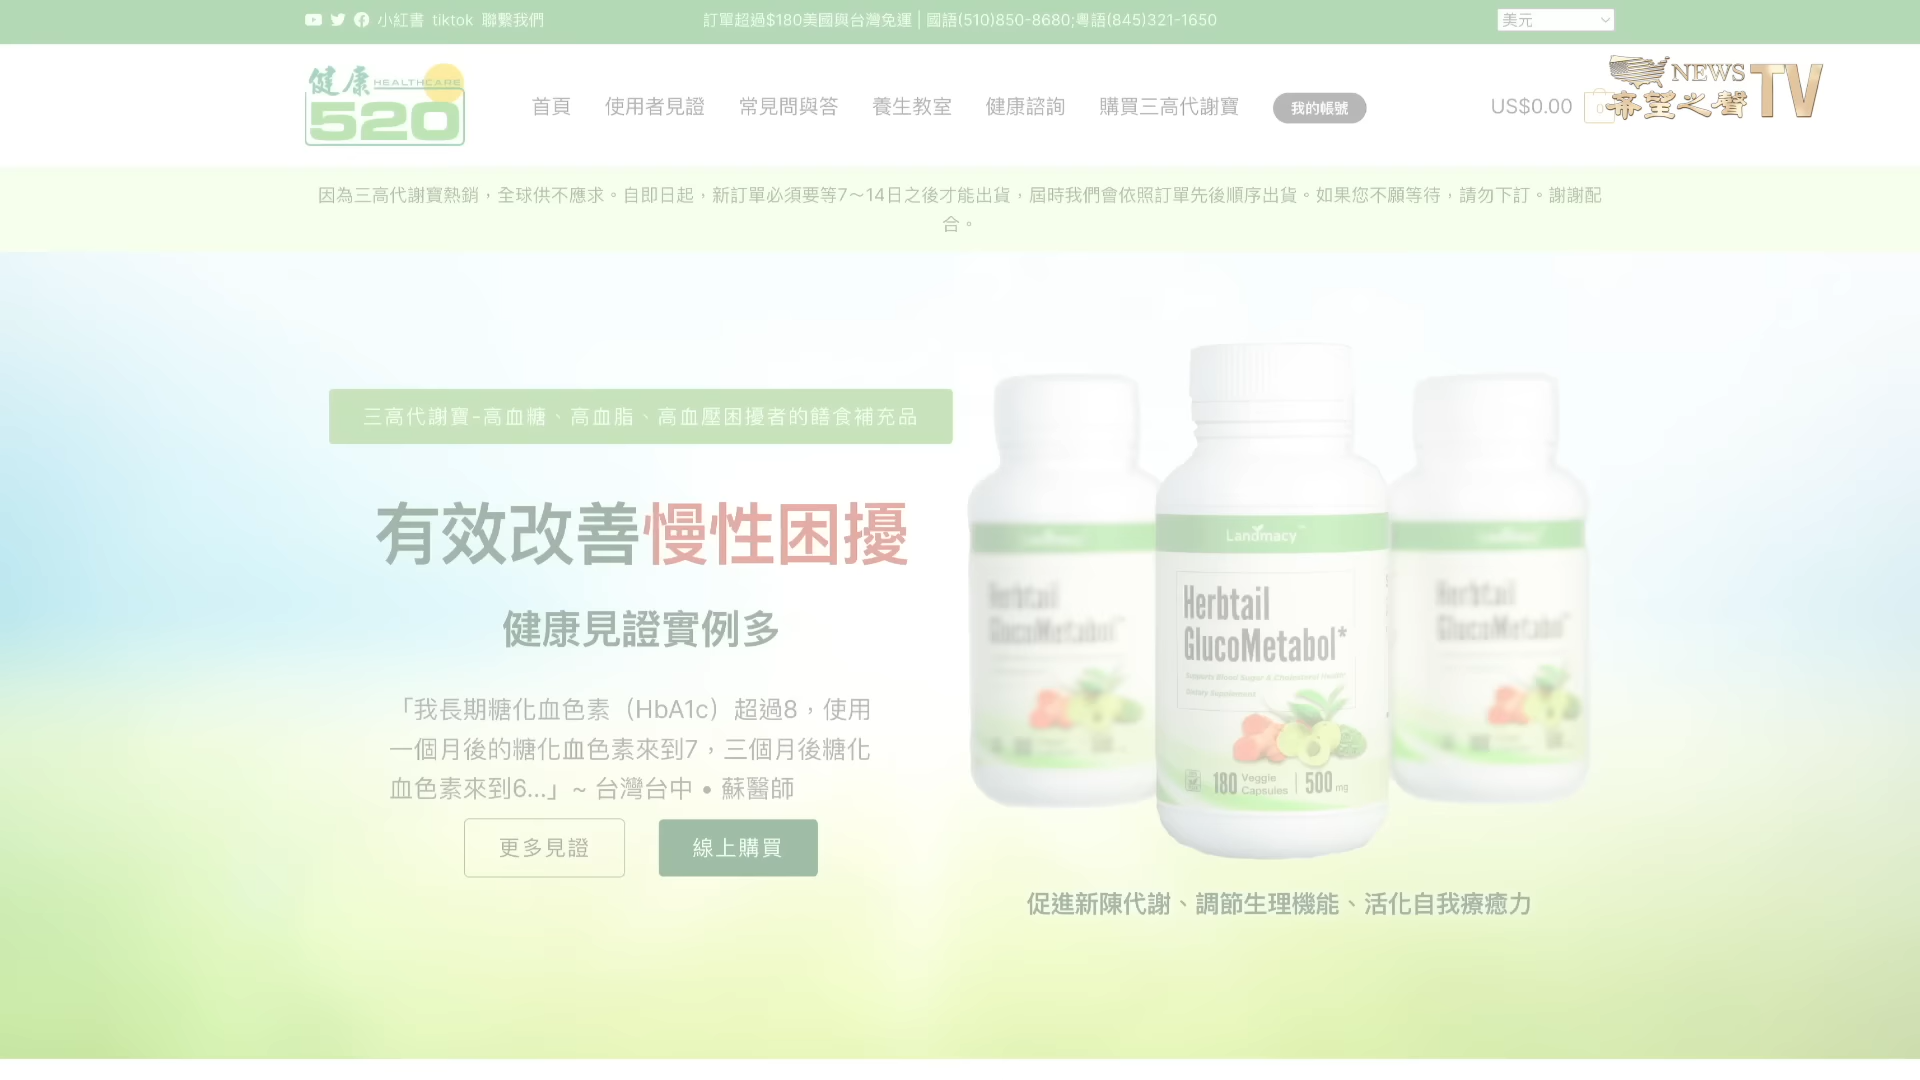 小紅書 tiktok 聯繫我們
訂單超過$180美國與台灣免運 | 國語(510)850-8680;粵語(845)321-1650
美元
健康 HEALTHCARE
520
首頁 使用者見證 常見問與答 養生教室 健康諮詢 購買三高代謝寶 我的帳號
US$0.00
0
NEWS
希望之聲
TV
因為三高代謝寶熱銷，全球供不應求。自即日起，新訂單必須要等7～14日之後才能出貨，屆時我們會依照訂單先後順序出貨。如果您不願等待，請勿下訂。謝謝配
合。
三高代謝寶-高血糖、高血脂、高血壓困擾者的饍食補充品
有效改善慢性困擾
健康見證實例多
「我長期糖化血色素（HbA1c）超過8，使用
一個月後的糖化血色素來到7，三個月後糖化
血色素來到6...」~ 台灣台中 • 蘇醫師
更多見證
線上購買
Landmacy
Herbtail
GlucoMetabol*
Supports Blood Sugar & Cholesterol Health*
Dietary Supplement
180 Veggie Capsules | 500 mg
Herbtail
GlucoMetabol
Herbtail
GlucoMetabol
促進新陳代謝、調節生理機能、活化自我療癒力